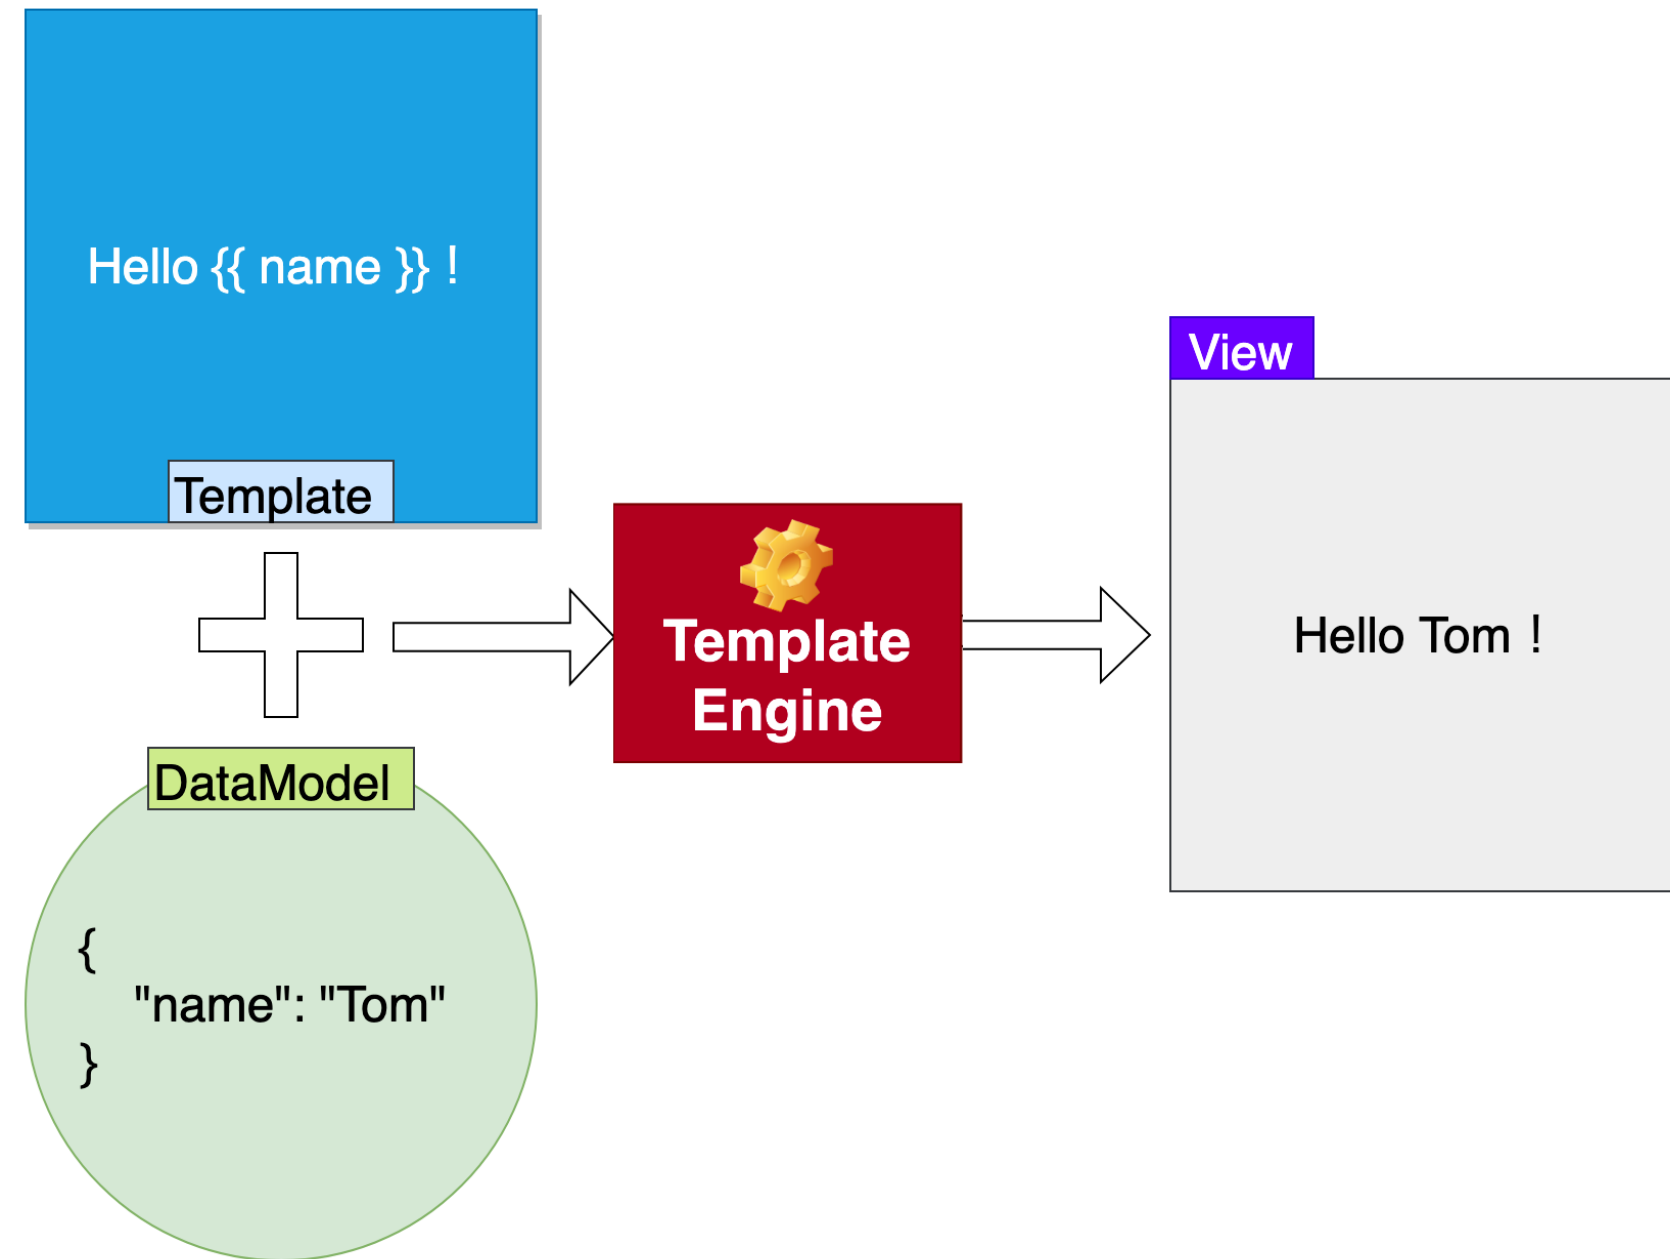 Hello {{ name }} !
Template
DataModel
{
"name": "Tom"
}
Template
Engine
View
Hello Tom !